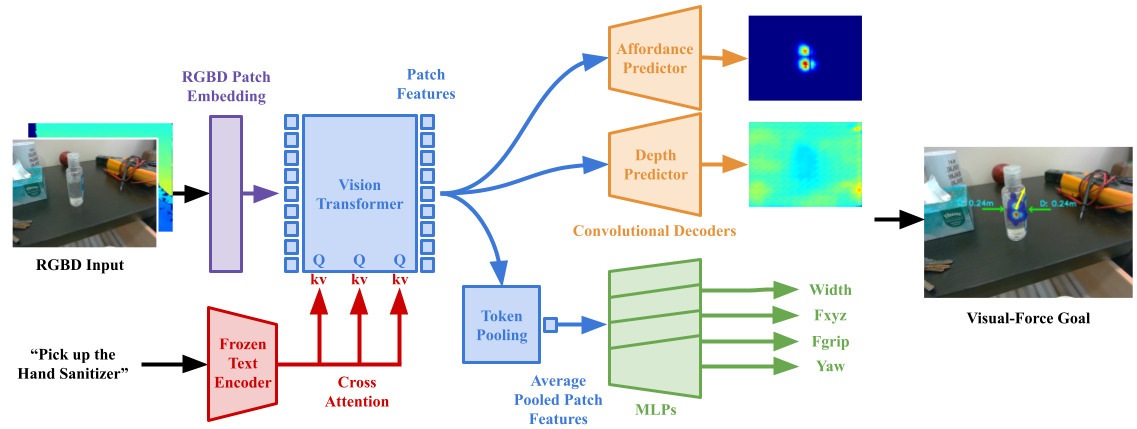 RGBD Patch
Embedding
Patch
Features
Affordance
Predictor
Vision
Transformer
Depth
Predictor
Convolutional Decoders
RGBD Input
Q Q Q
kv kv kv
"Pick up the
Hand Sanitizer"
Frozen
Text
Encoder
Cross
Attention
Token
Pooling
Average
Pooled Patch
Features
MLPs
Width
Fxyz
Fgrip
Yaw
0.24m
D: 0.24m
Visual-Force Goal